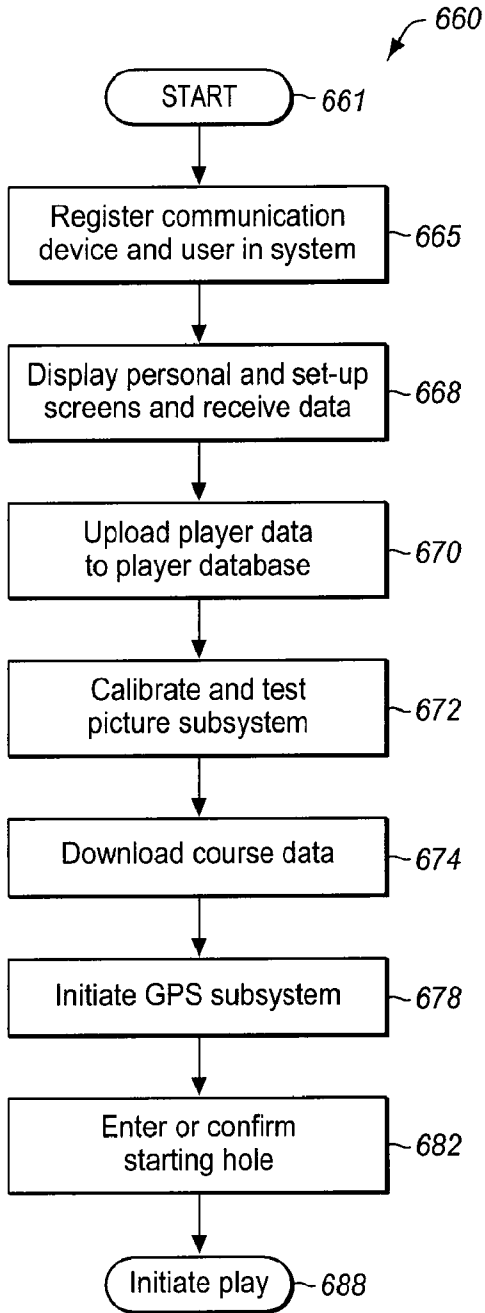 660
START
661
Register communication
device and user in system
665
Display personal and set-up
screens and receive data
668
Upload player data
to player database
670
Calibrate and test
picture subsystem
672
Download course data
674
Initiate GPS subsystem
678
Enter or confirm
starting hole
682
Initiate play
688